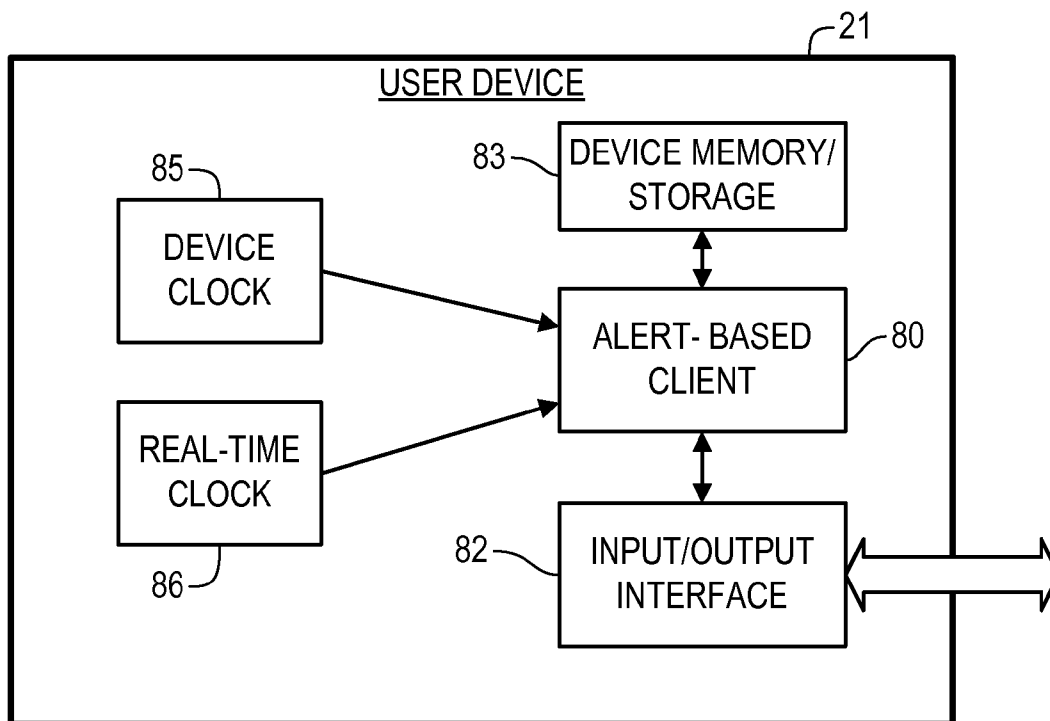 21
USER DEVICE
83
DEVICE MEMORY/
STORAGE
85
DEVICE
CLOCK
ALERT- BASED
CLIENT
80
REAL-TIME
CLOCK
86
82
INPUT/OUTPUT
INTERFACE